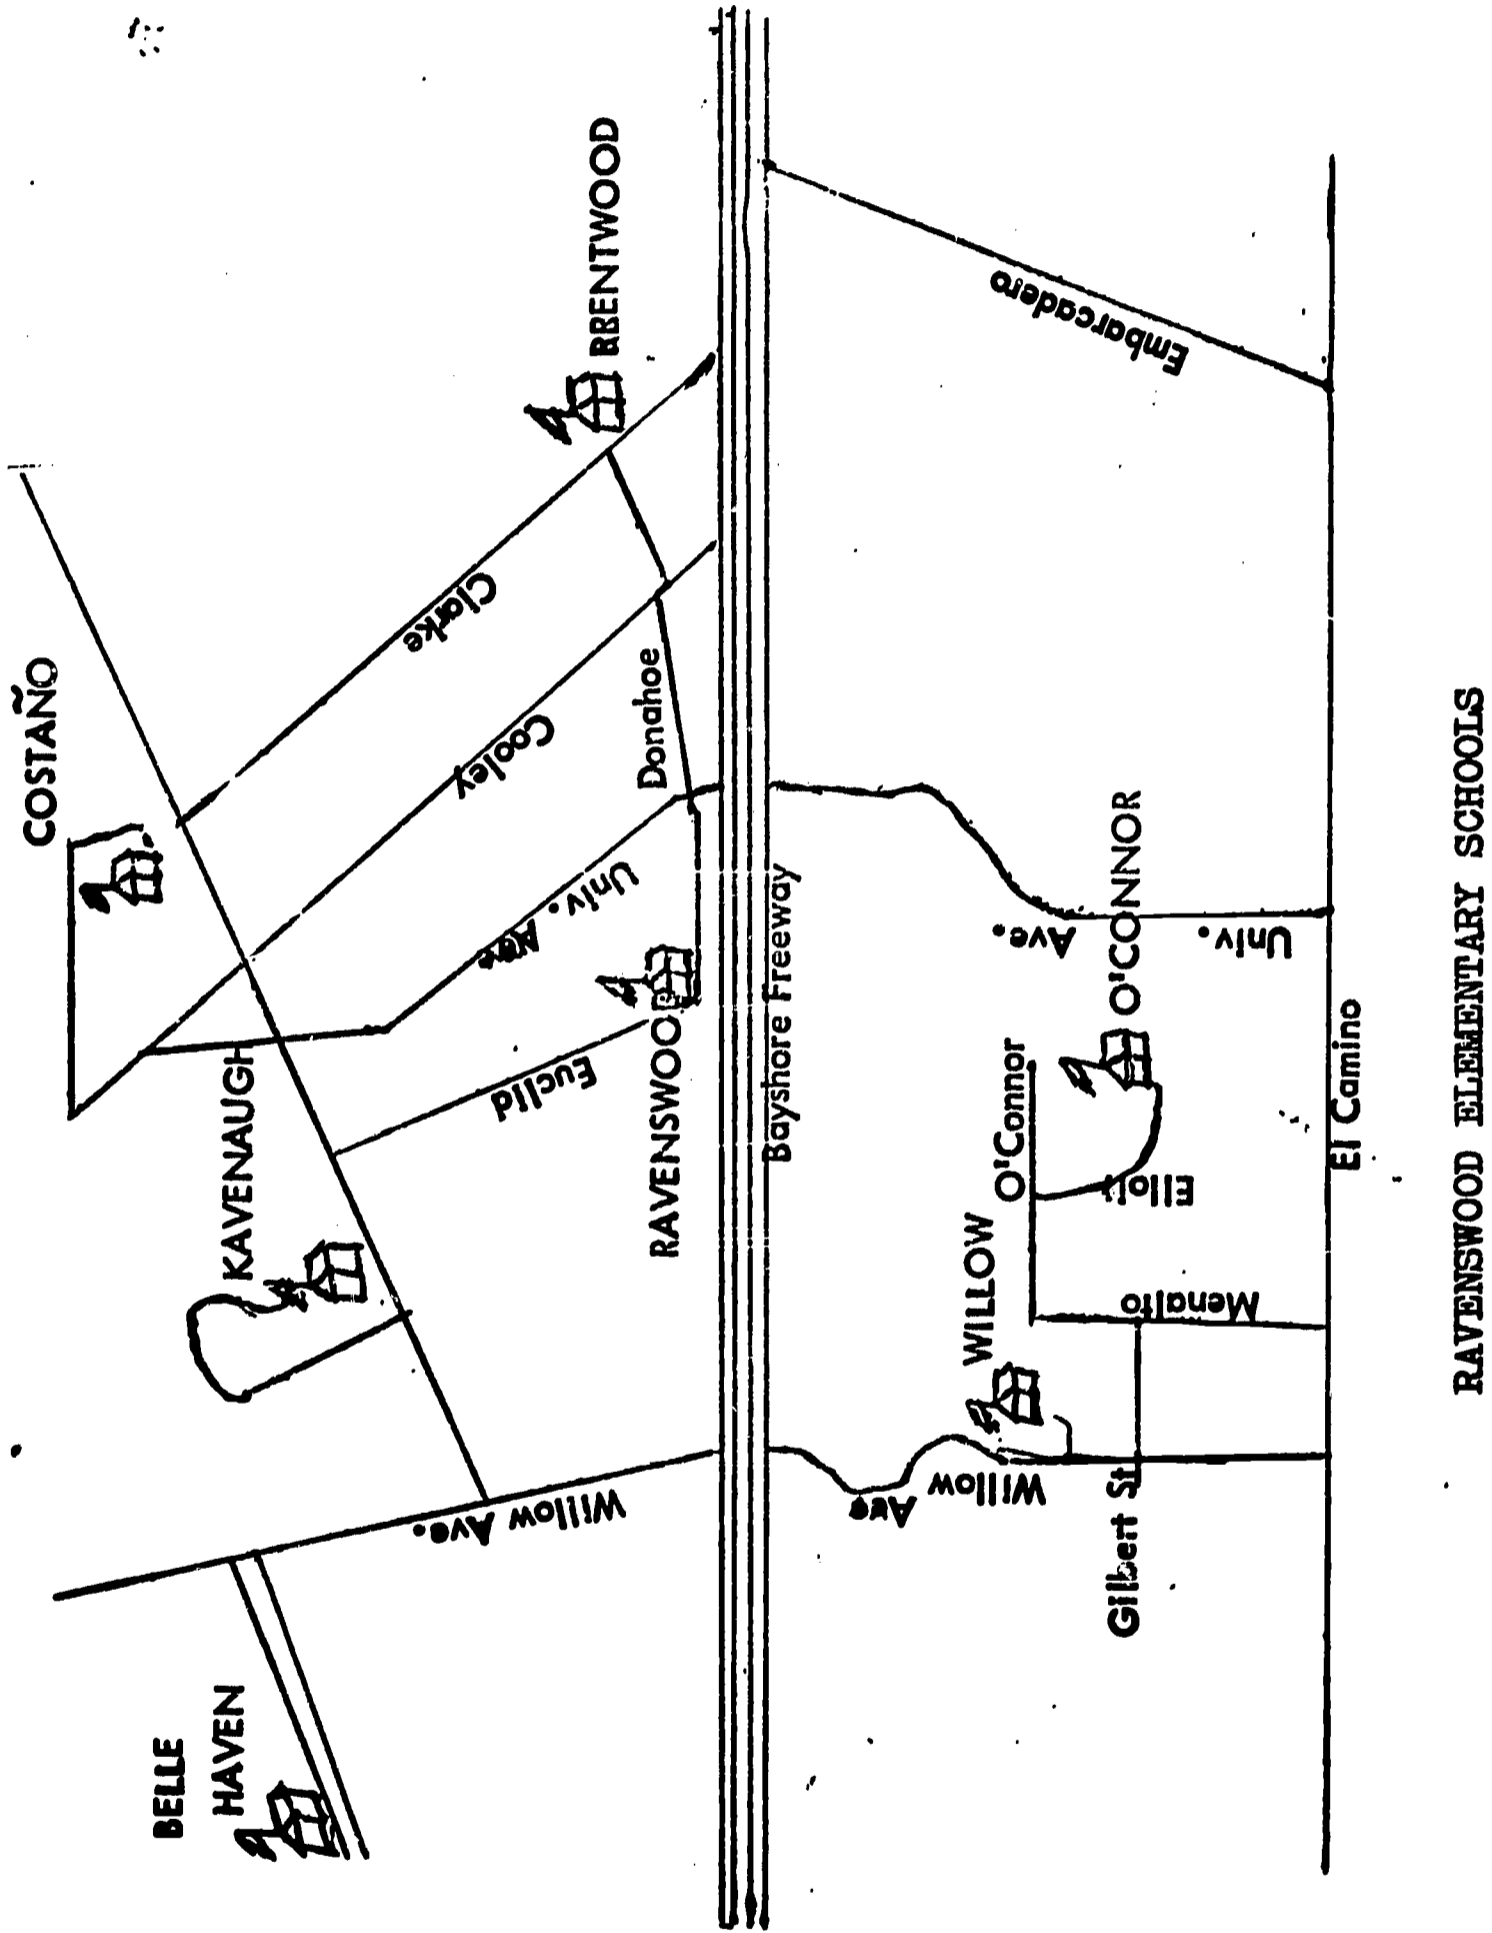 COSTAÑO
BRENTWOOD
Clarke
Cooley
Donahoe
Univ.
Ave
KAVENAUGH
Euclid
RAVENSWOOD
BELLE
HAVEN
Willow Ave.
Bayshore Freeway
Embarcadero
Univ.
Ave.
O'CONNOR
O'Connor
Elloit
WILLOW
Menalto
Willow
Ave
Gilbert St
El Camino
RAVENSWOOD ELEMENTARY SCHOOLS